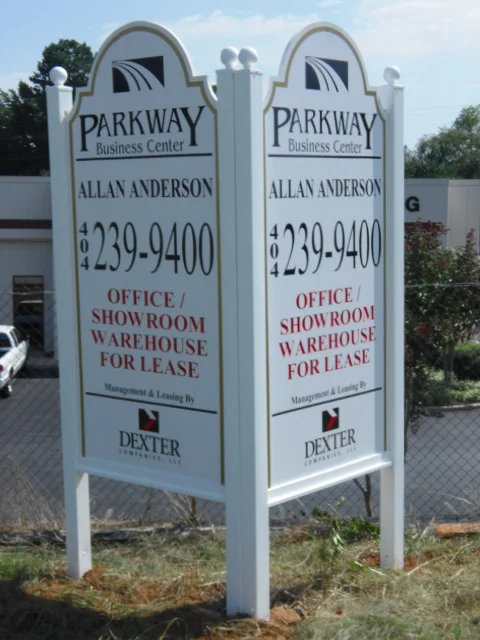 PARKWAY
Business Center
ALLAN ANDERSON
404 239-9400
OFFICE /
SHOWROOM
WAREHOUSE
FOR LEASE
Management & Leasing By
DEXTER
COMPANIES, LLC
PARKWAY
Business Center
ALLAN ANDERSON
404 239-9400
OFFICE /
SHOWROOM
WAREHOUSE
FOR LEASE
Management & Leasing By
DEXTER
COMPANIES, LLC
G